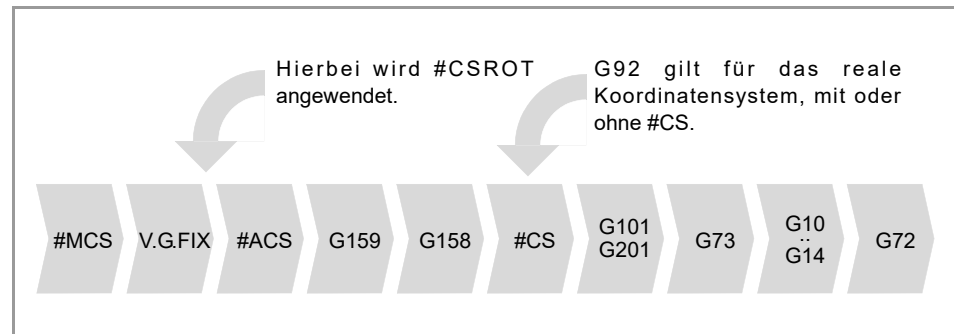 Hierbei wird #CSROT
angewendet.
G92 gilt für das reale
Koordinatensystem, mit oder
ohne #CS.
#MCS V.G.FIX #ACS G159 G158 #CS G101 G73 G10 G72
G201 ..
G14